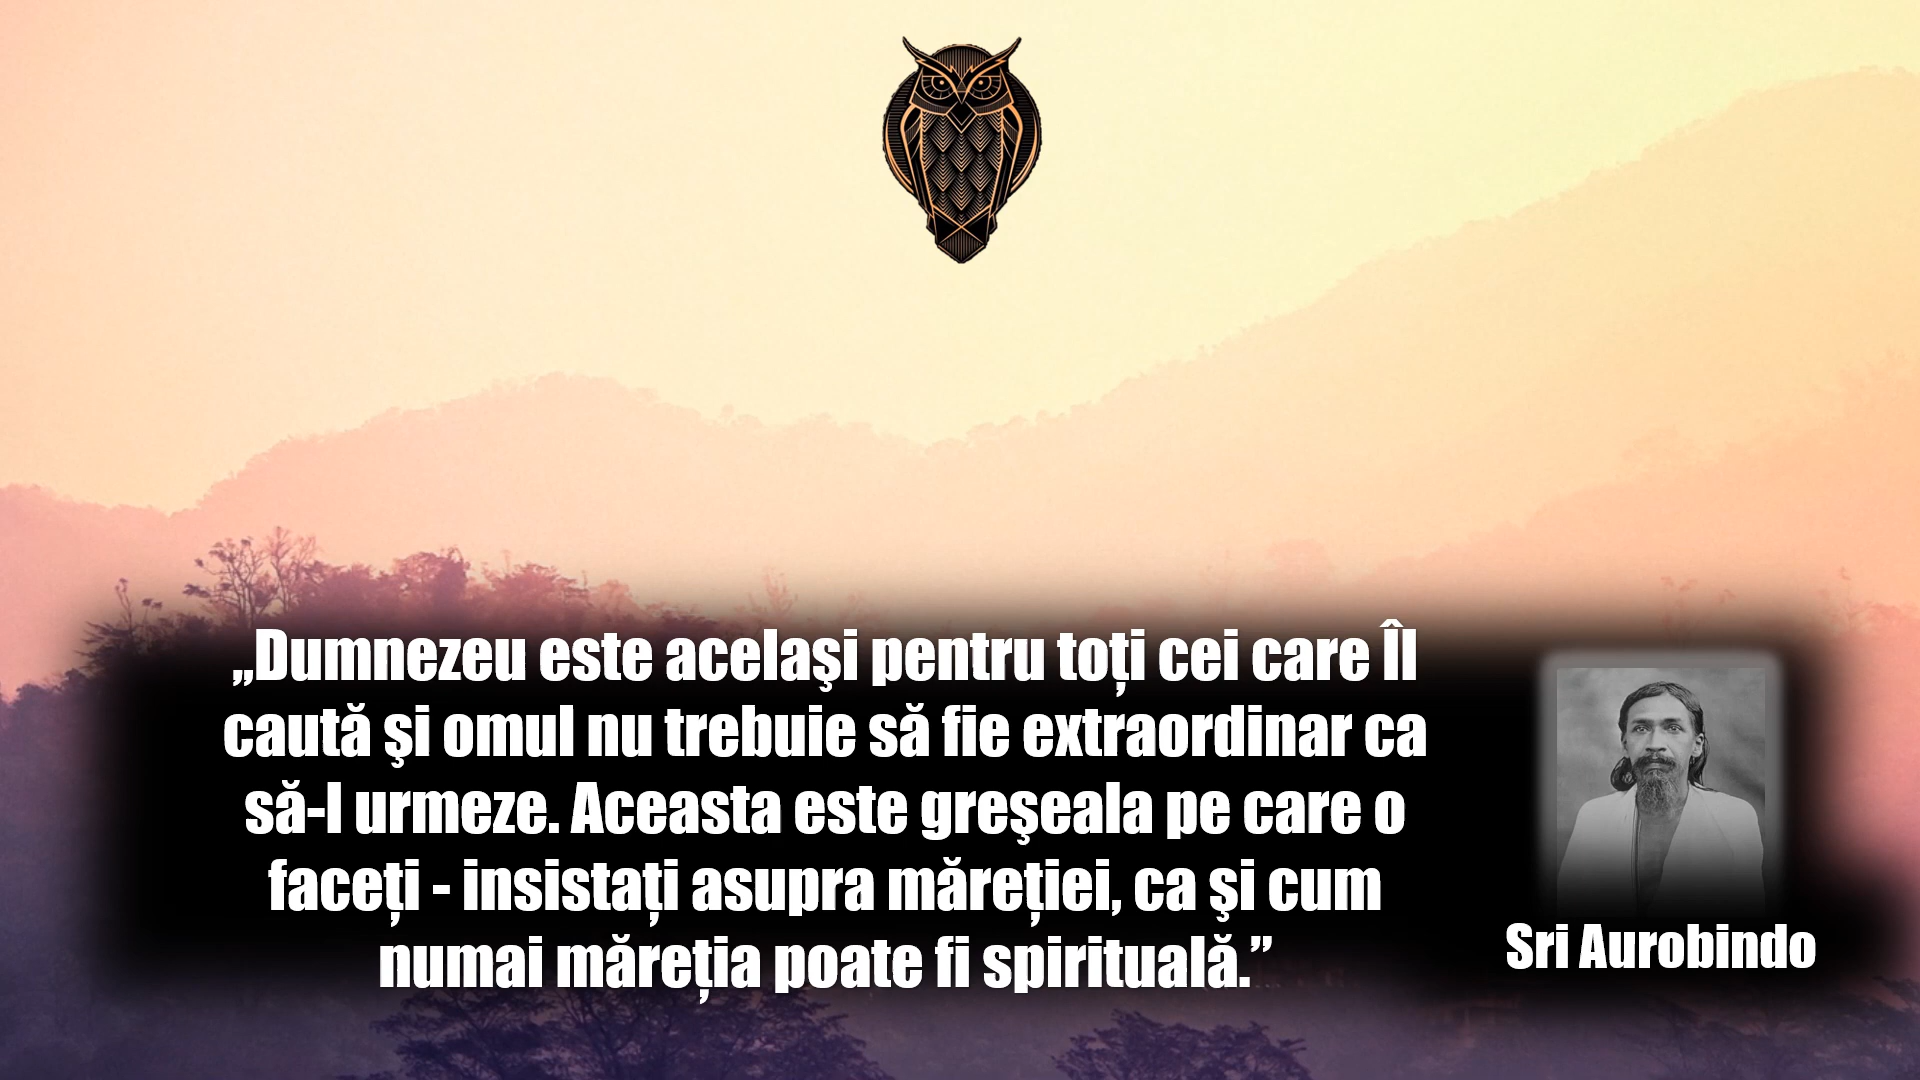 „Dumnezeu este acelaşi pentru toți cei care Îl
caută şi omul nu trebuie să fie extraordinar ca
să-l urmeze. Aceasta este greşeala pe care o
faceți - insistați asupra măreției, ca şi cum
numai măreția poate fi spirituală.”
Sri Aurobindo